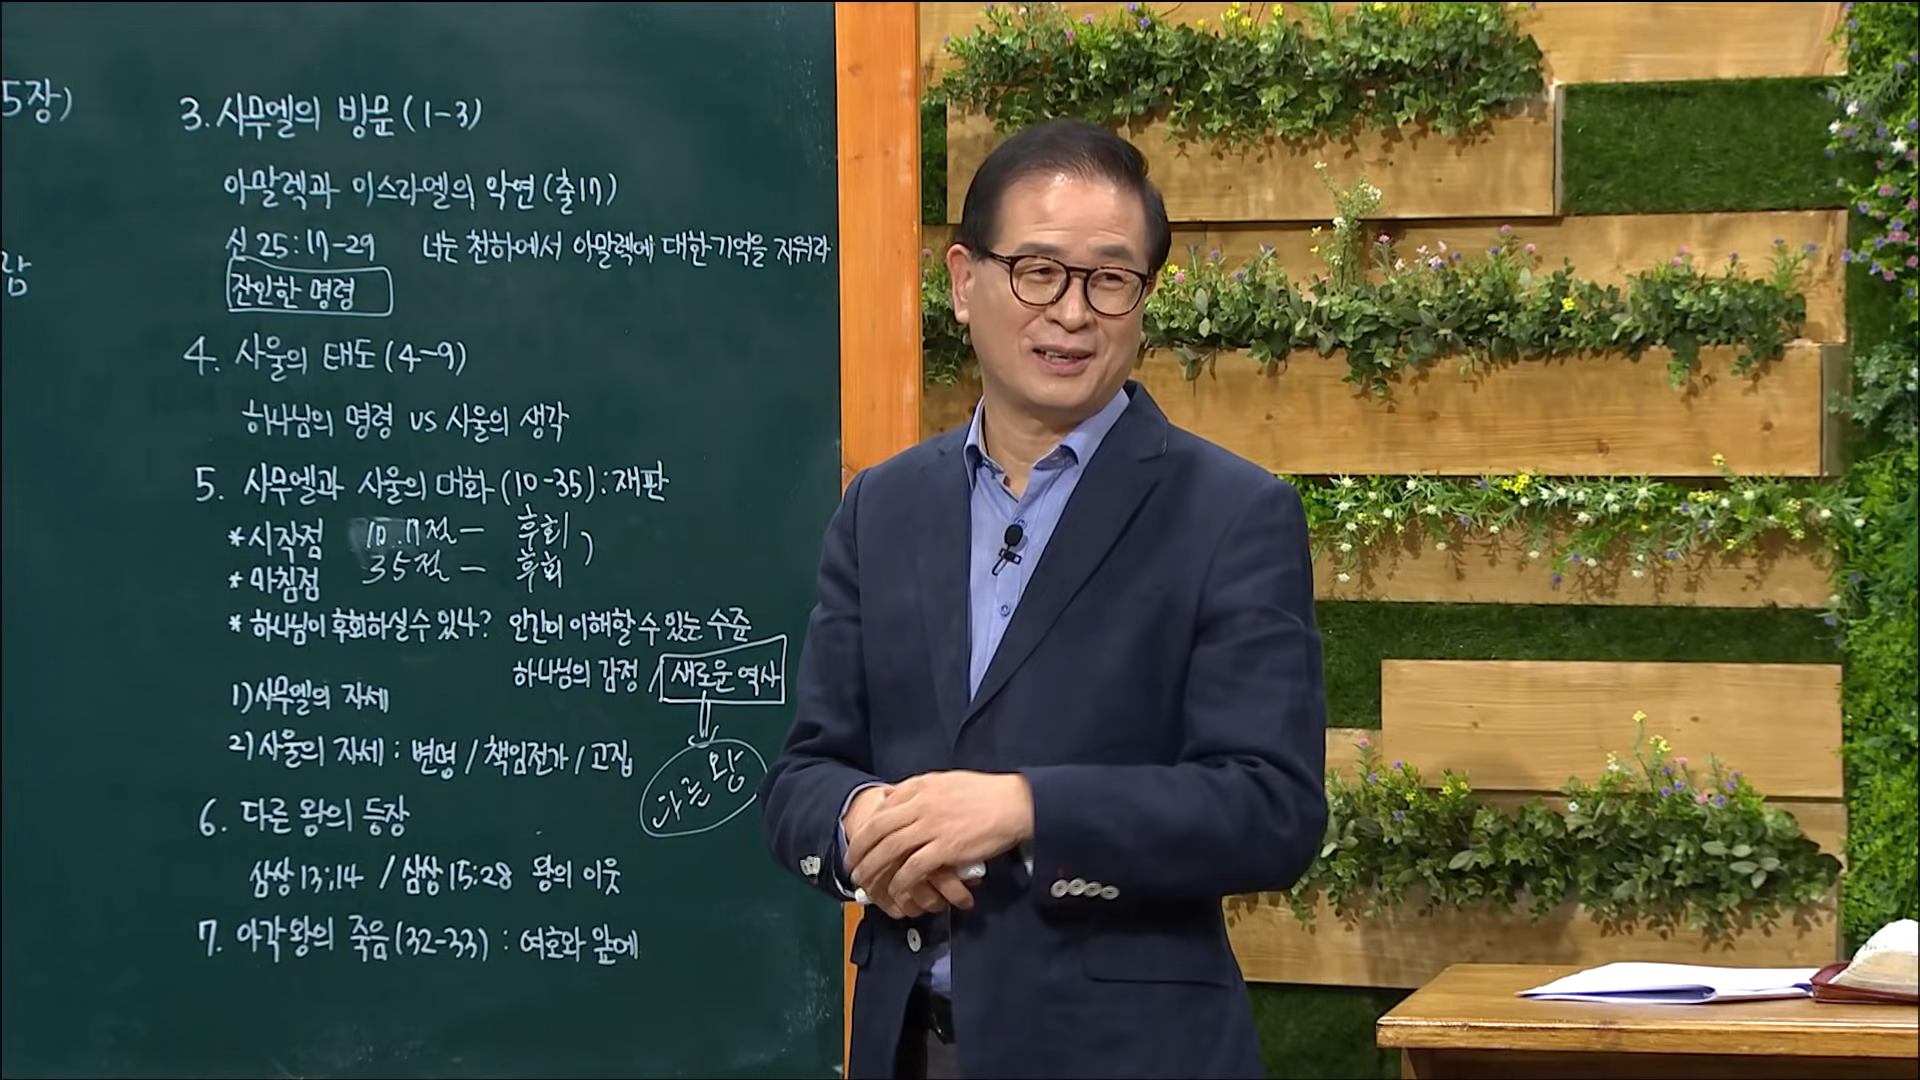 5장)
람
3. 사무엘의 방문 (1-3)
아말렉과 이스라엘의 악연 (출17)
신 25:17-29 너는 천하에서 아말렉에 대한 기억을 지워라
잔인한 명령
4. 사울의 태도 (4-9)
하나님의 명령 vs 사울의 생각
5. 사무엘과 사울의 대화 (10-35) : 재판
* 시작점 10.17절 - 후회 )
* 마침점 35절 - 후회
* 하나님이 후회하실 수 있나? 인간이 이해할 수 있는 수준
하나님의 감정 / 새로운 역사
1) 사무엘의 자세
2) 사울의 자세 : 변명 / 책임전가 / 고집
다른 왕
6. 다른 왕의 등장
삼상 13:14 / 삼상 15:28 왕의 이웃
7. 아각왕의 죽음 (32-33) : 여호와 앞에